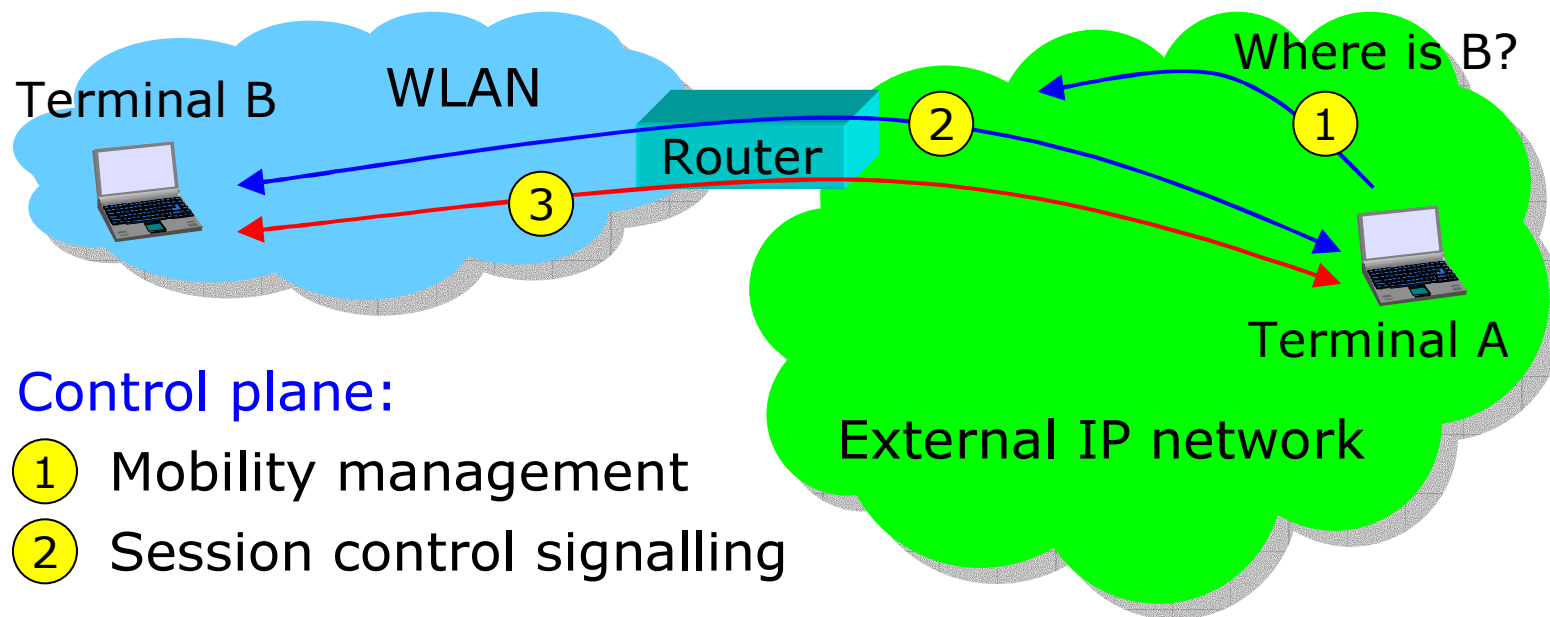 Where is B?
Terminal B
WLAN
Router
2
1
3
Terminal A
Control plane:
External IP network
1 Mobility management
2 Session control signalling